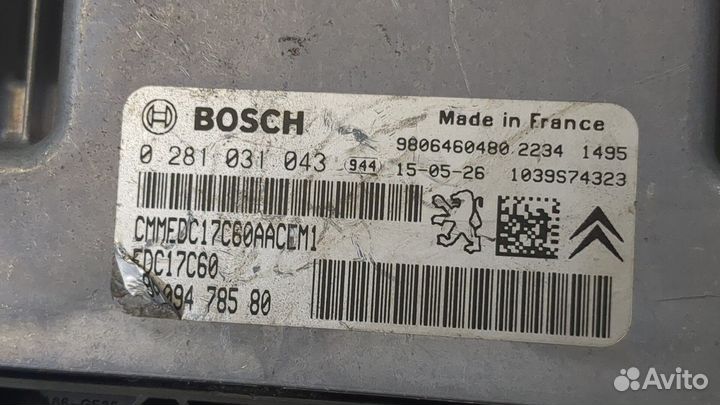 BOSCH
Made in France
9806460480 2234 1495
0 281 031 043 944 15-05-26 1039S74323
CMMEDC17C60AACEM1
EDC17C60
094 785 80
Avito